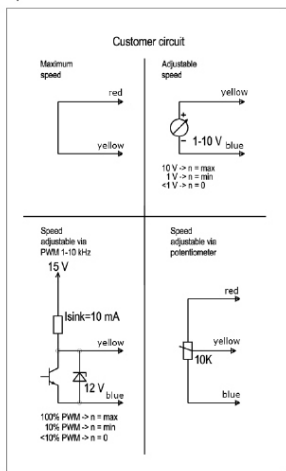 Customer circuit
Maximum
speed
red
yellow
Adjustable
speed
yellow
+
1-10 V
−
blue
10 V -> n = max
1 V -> n = min
<1 V -> n = 0
Speed
adjustable via
PWM 1-10 kHz
15 V
Isink=10 mA
yellow
12 V
blue
100% PWM -> n = max
10% PWM -> n = min
<10% PWM -> n = 0
Speed
adjustable via
potentiometer
red
yellow
10K
blue